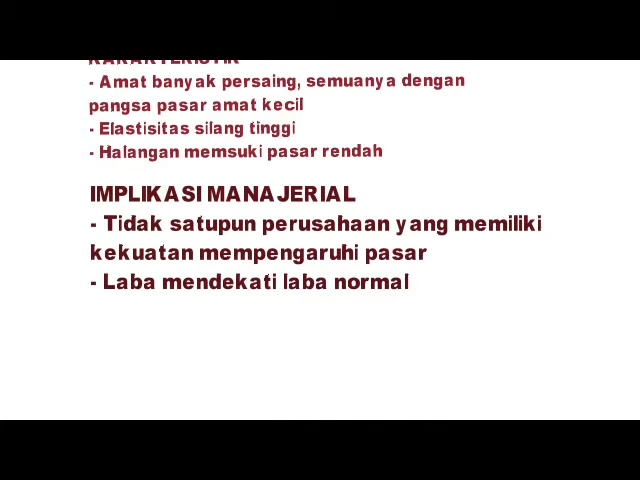 KARAKTERISTIK
- Amat banyak persaing, semuanya dengan
pangsa pasar amat kecil
- Elastisitas silang tinggi
- Halangan memsuki pasar rendah
IMPLIKASI MANAJERIAL
- Tidak satupun perusahaan yang memiliki
kekuatan mempengaruhi pasar
- Laba mendekati laba normal